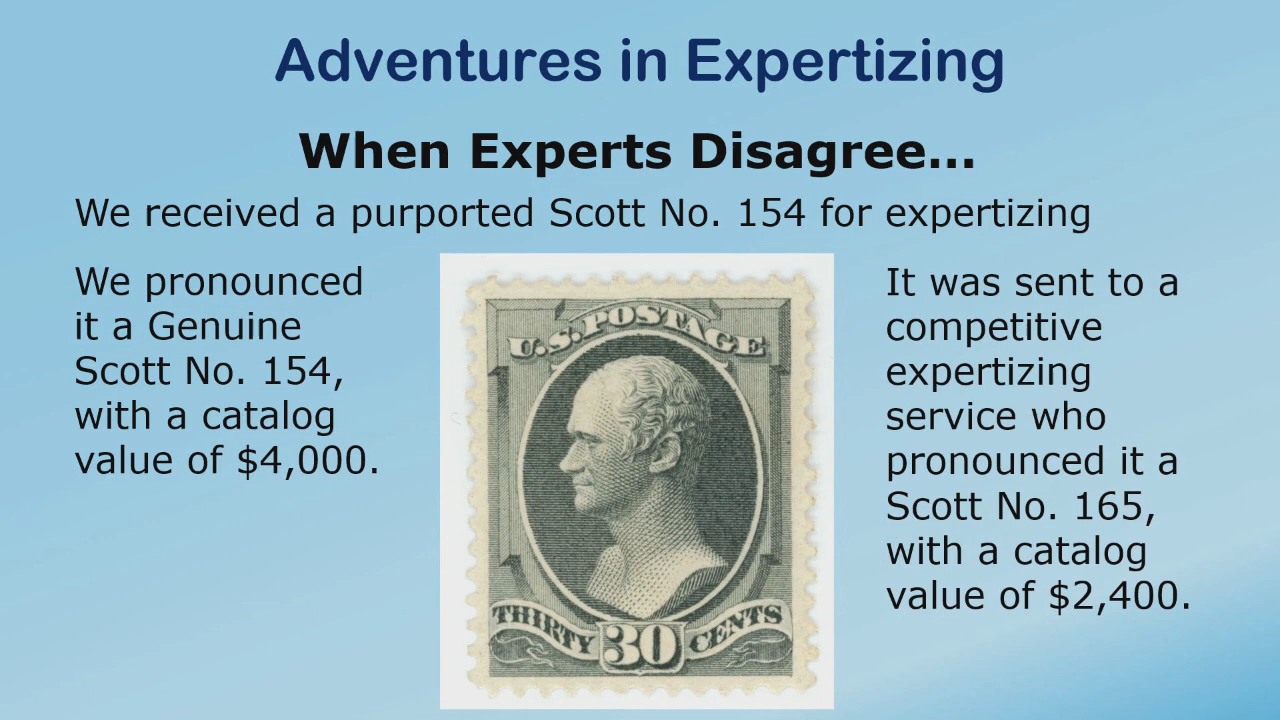 Adventures in Expertizing
When Experts Disagree...
We received a purported Scott No. 154 for expertizing
We pronounced
it a Genuine
Scott No. 154,
with a catalog
value of $4,000.
U.S. POSTAGE
THIRTY 30 CENTS
It was sent to a
competitive
expertizing
service who
pronounced it a
Scott No. 165,
with a catalog
value of $2,400.